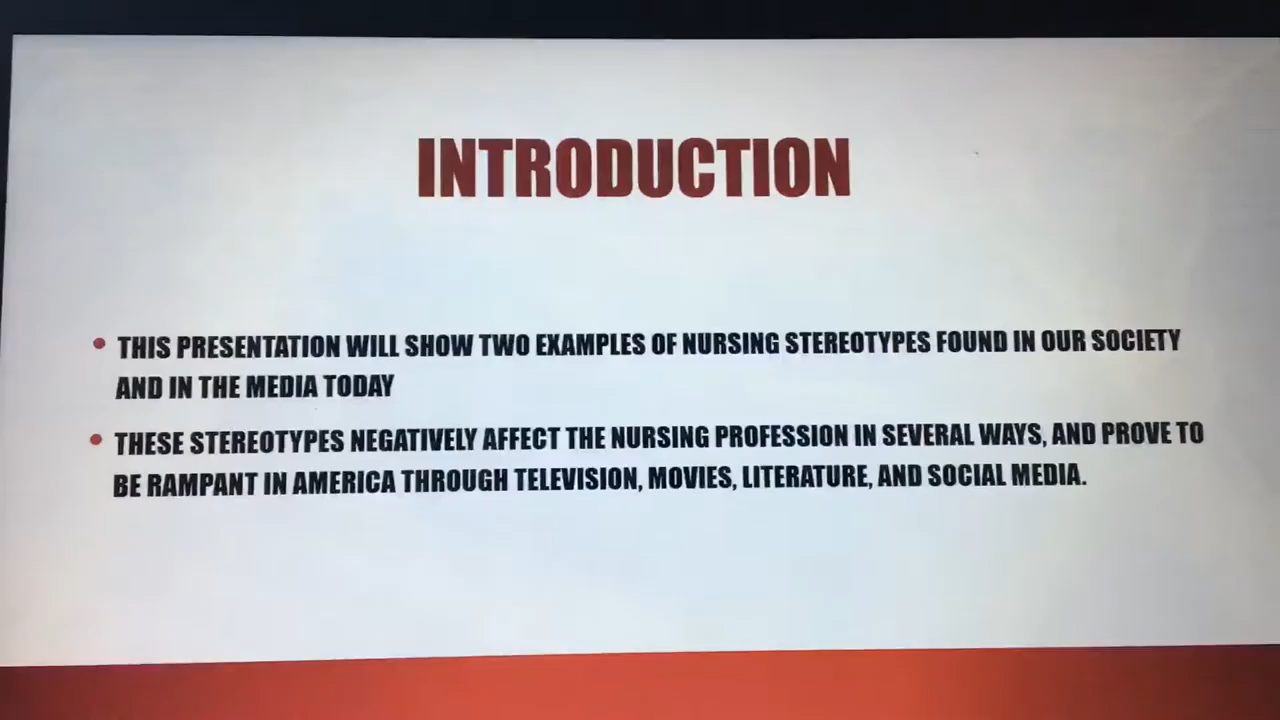 INTRODUCTION
• THIS PRESENTATION WILL SHOW TWO EXAMPLES OF NURSING STEREOTYPES FOUND IN OUR SOCIETY
AND IN THE MEDIA TODAY
• THESE STEREOTYPES NEGATIVELY AFFECT THE NURSING PROFESSION IN SEVERAL WAYS, AND PROVE TO
BE RAMPANT IN AMERICA THROUGH TELEVISION, MOVIES, LITERATURE, AND SOCIAL MEDIA.